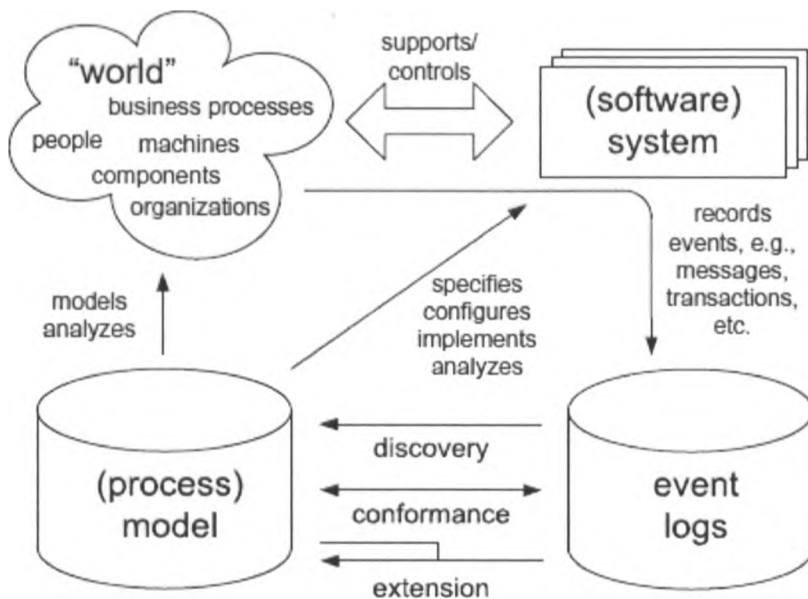 “world”
business processes
people
machines
components
organizations
supports/
controls
(software)
system
records
events, e.g.,
messages,
transactions,
etc.
models
analyzes
specifies
configures
implements
analyzes
(process)
model
discovery
conformance
extension
event
logs